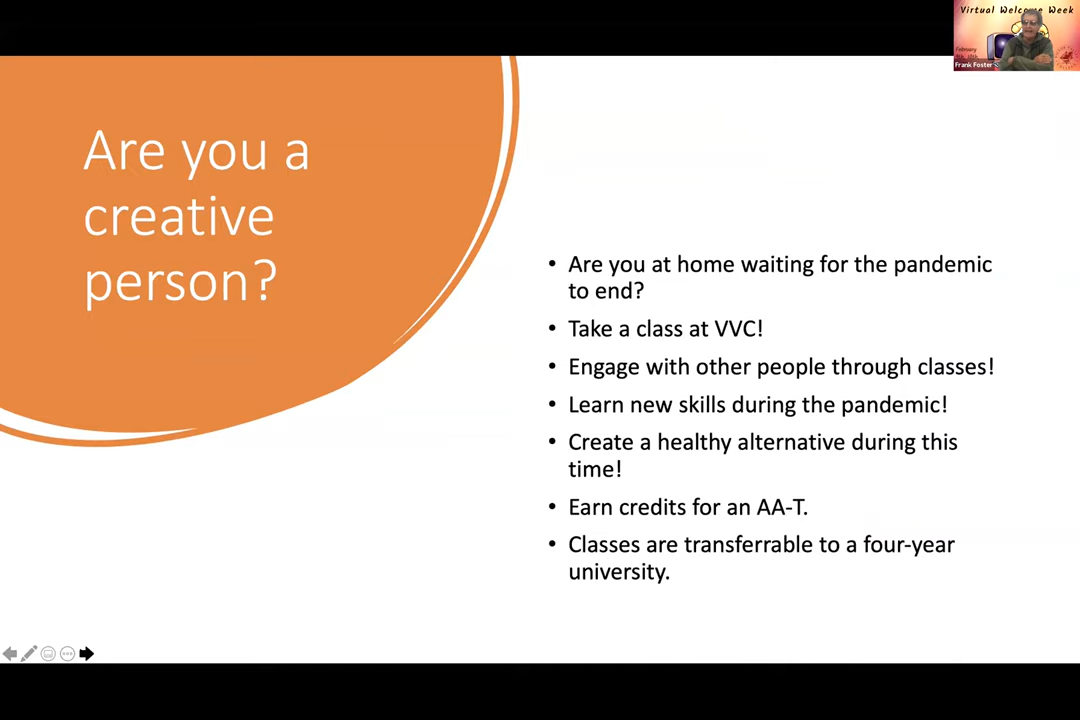 Virtual Welcome Week
February
Frank Foster
Are you a
creative
person?
• Are you at home waiting for the pandemic
to end?
• Take a class at VVC!
• Engage with other people through classes!
• Learn new skills during the pandemic!
• Create a healthy alternative during this
time!
• Earn credits for an AA-T.
• Classes are transferrable to a four-year
university.